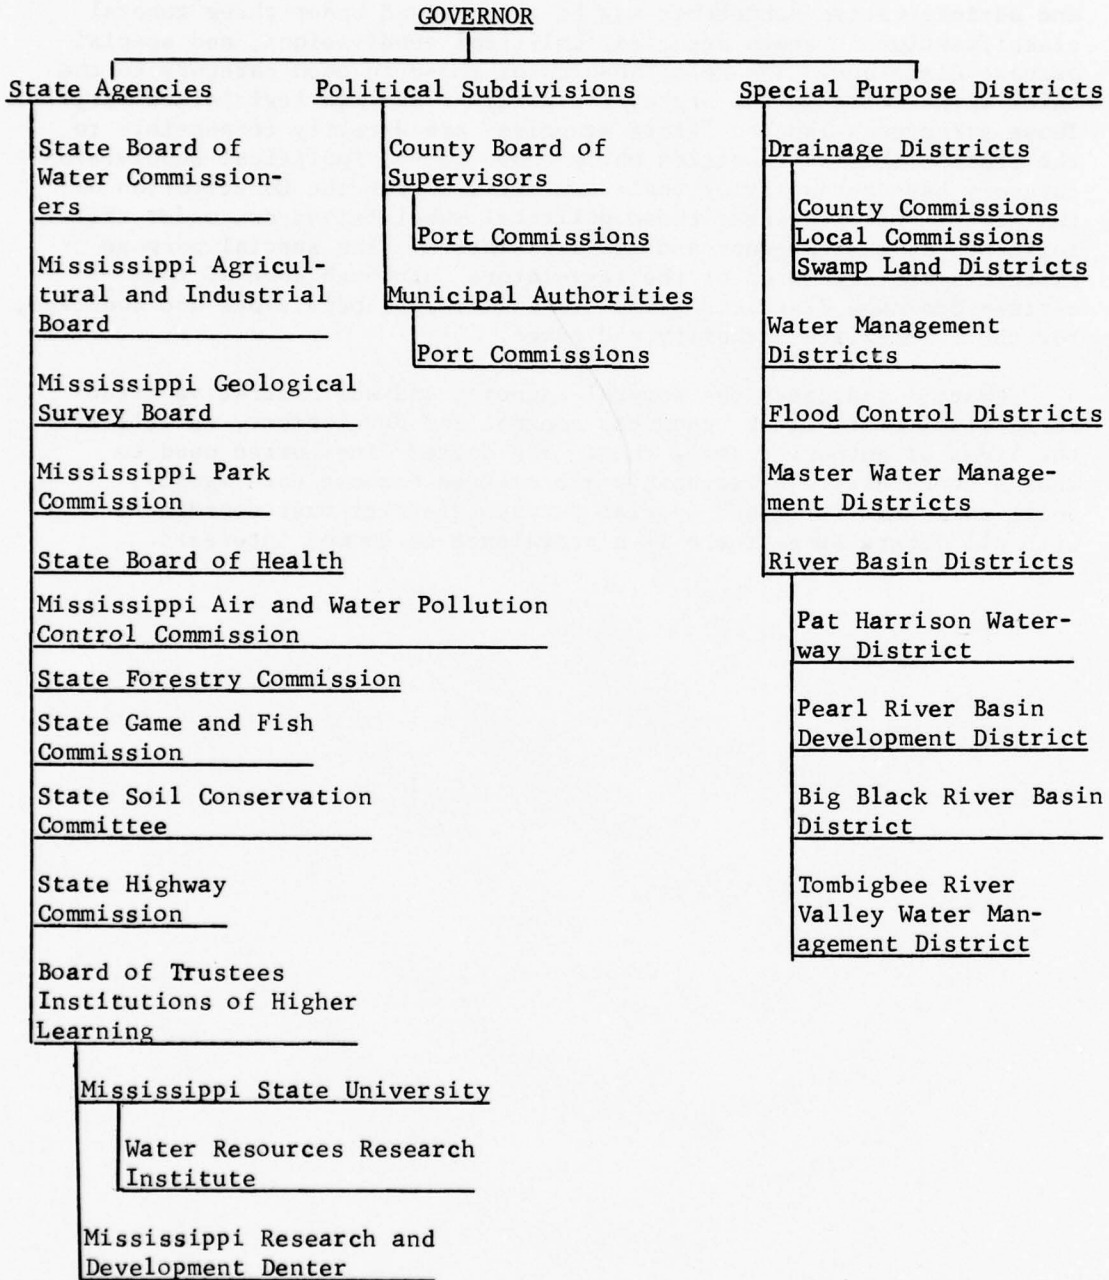 GOVERNOR
State Agencies
State Board of
Water Commission-
ers
Mississippi Agricul-
tural and Industrial
Board
Mississippi Geological
Survey Board
Mississippi Park
Commission
State Board of Health
Mississippi Air and Water Pollution
Control Commission
State Forestry Commission
State Game and Fish
Commission
State Soil Conservation
Committee
State Highway
Commission
Board of Trustees
Institutions of Higher
Learning
Mississippi State University
Water Resources Research
Institute
Mississippi Research and
Development Denter
Political Subdivisions
County Board of
Supervisors
Port Commissions
Municipal Authorities
Port Commissions
Special Purpose Districts
Drainage Districts
County Commissions
Local Commissions
Swamp Land Districts
Water Management
Districts
Flood Control Districts
Master Water Manage-
ment Districts
River Basin Districts
Pat Harrison Water-
way District
Pearl River Basin
Development District
Big Black River Basin
District
Tombigbee River
Valley Water Man-
agement District